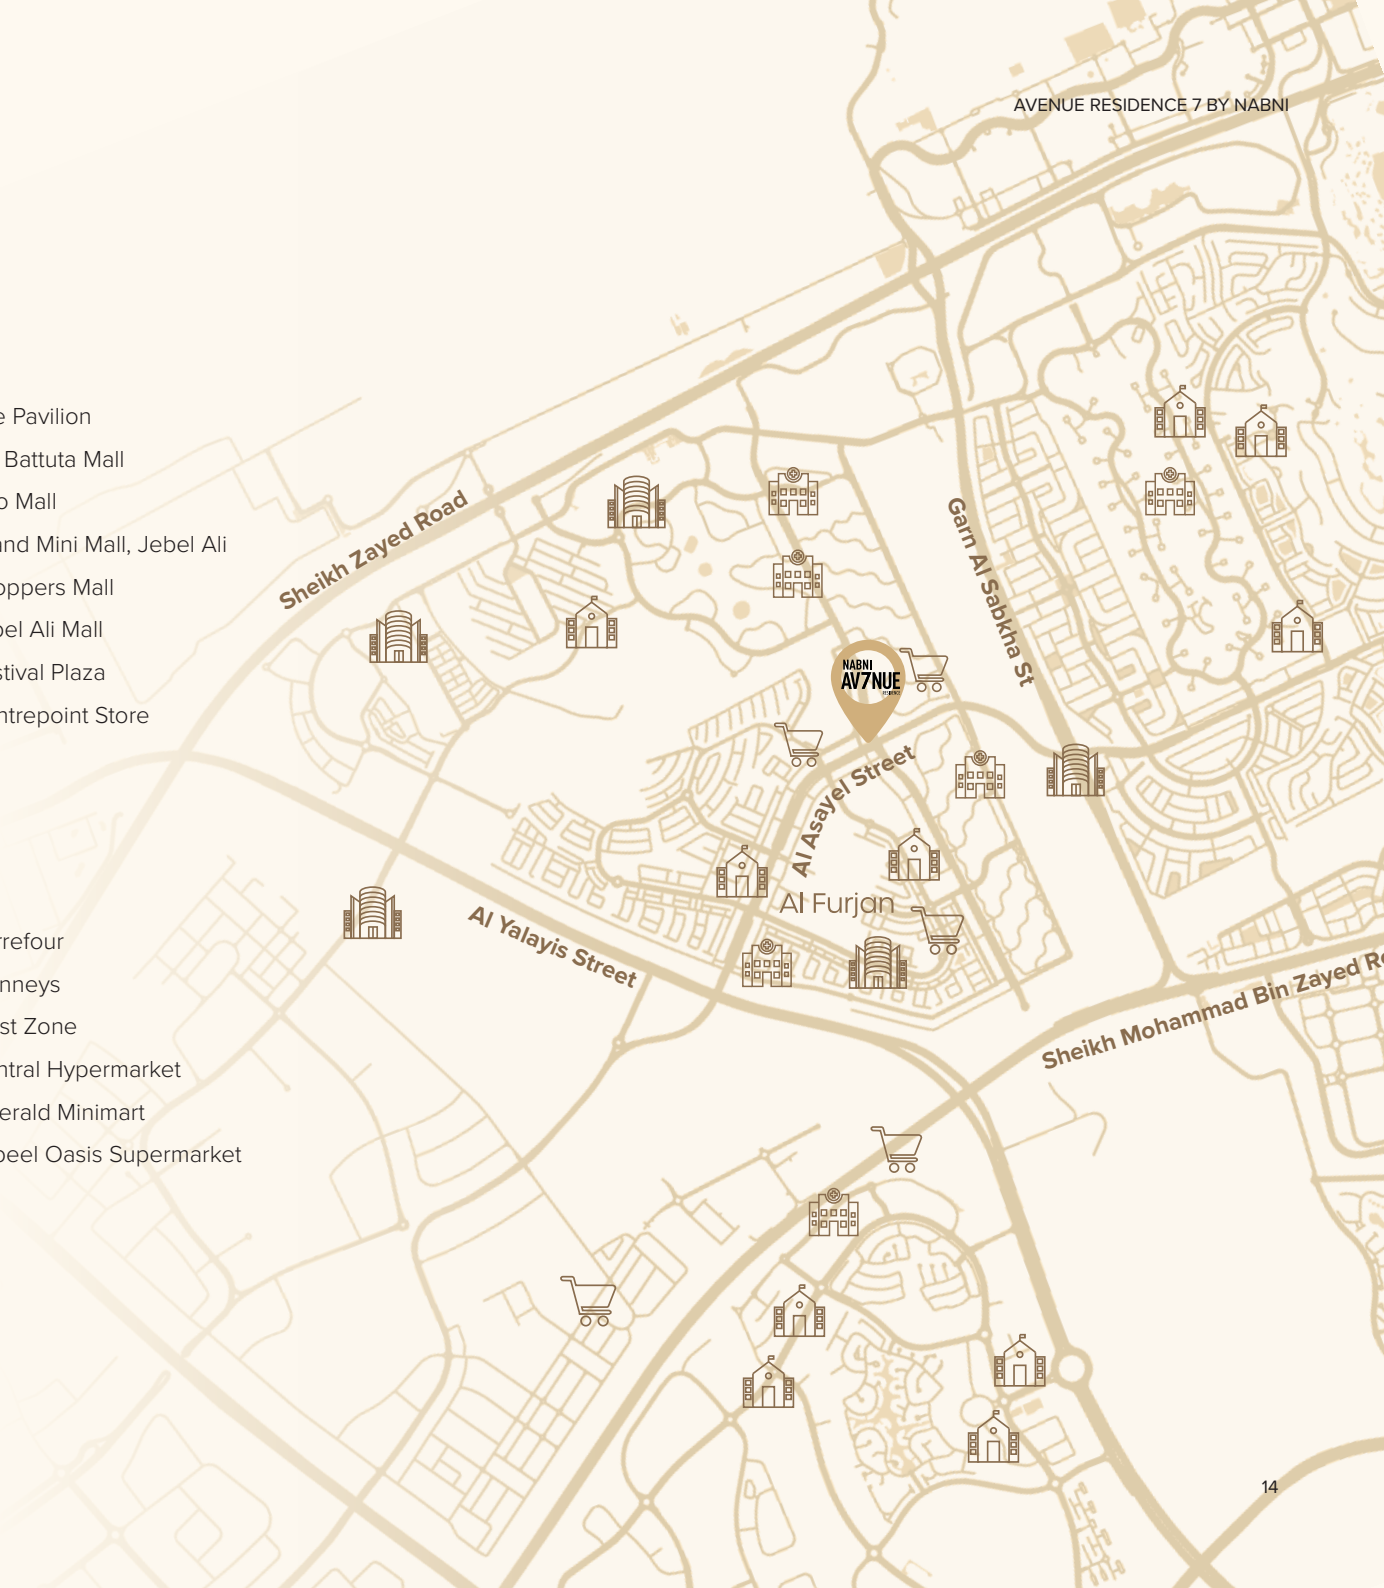 AVENUE RESIDENCE 7 BY NABNI
e Pavilion
Battuta Mall
o Mall
and Mini Mall, Jebel Ali
oppers Mall
bel Ali Mall
stival Plaza
ntrepoint Store
Sheikh Zayed Road
Garn Al Sabkha St
NABNI
AV7NUE
RESIDENCE
Al Asayel Street
Al Furjan
Al Yalayis Street
Sheikh Mohammad Bin Zayed Ro
rrefour
nneys
st Zone
ntral Hypermarket
erald Minimart
beel Oasis Supermarket
14